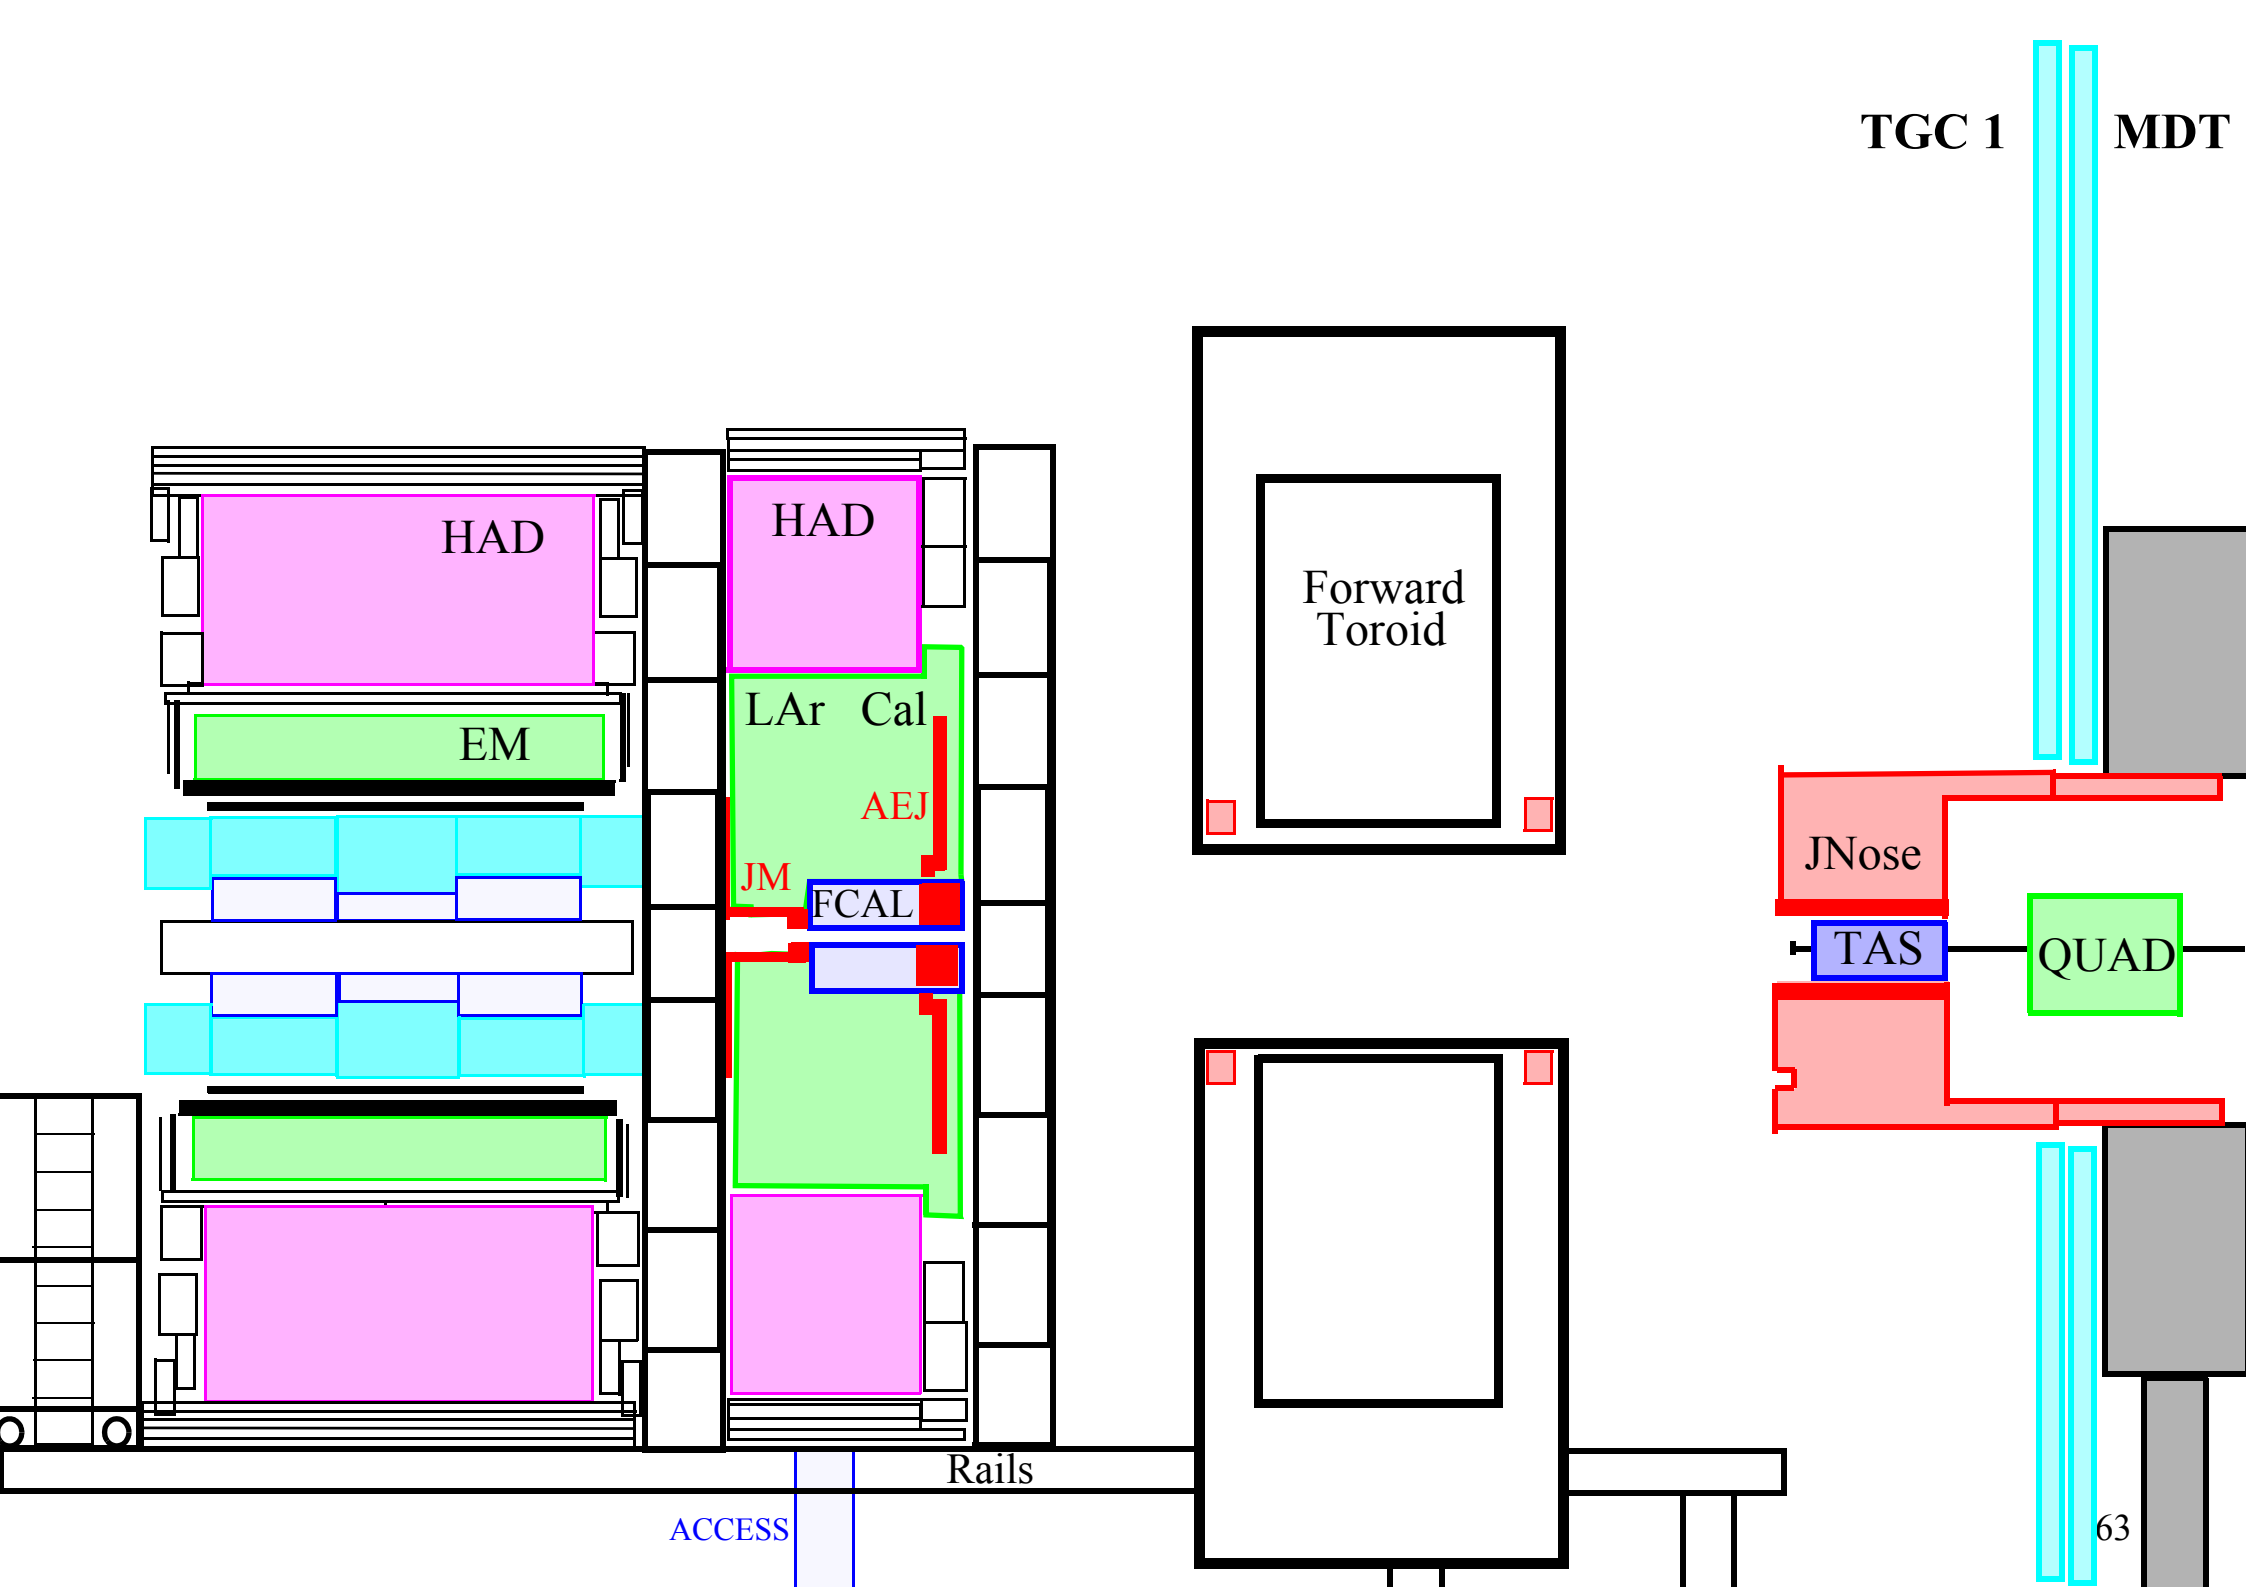 TGC 1 MDT
HAD
HAD
Forward
Toroid
LAr Cal
EM
AEJ
JM
FCAL
JNose
TAS
QUAD
Rails
ACCESS
63